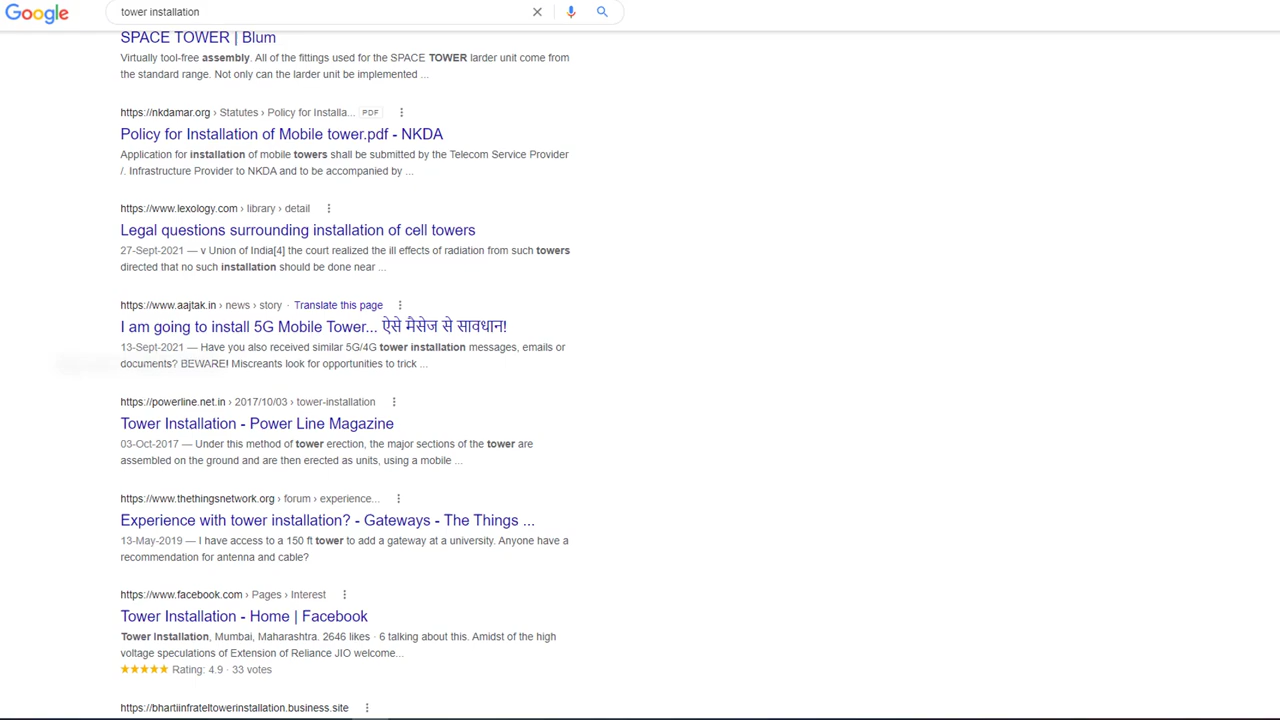 Google
tower installation
SPACE TOWER | Blum
Virtually tool-free assembly. All of the fittings used for the SPACE TOWER larder unit come from
the standard range. Not only can the larder unit be implemented ...
https://nkdamar.org › Statutes › Policy for Installa... PDF
Policy for Installation of Mobile tower.pdf - NKDA
Application for installation of mobile towers shall be submitted by the Telecom Service Provider
/. Infrastructure Provider to NKDA and to be accompanied by ...
https://www.lexology.com › library › detail
Legal questions surrounding installation of cell towers
27-Sept-2021 — v Union of India[4] the court realized the ill effects of radiation from such towers
directed that no such installation should be done near ...
https://www.aajtak.in › news › story · Translate this page
I am going to install 5G Mobile Tower... ऐसे मैसेज से सावधान!
13-Sept-2021 — Have you also received similar 5G/4G tower installation messages, emails or
documents? BEWARE! Miscreants look for opportunities to trick ...
https://powerline.net.in › 2017/10/03 › tower-installation
Tower Installation - Power Line Magazine
03-Oct-2017 — Under this method of tower erection, the major sections of the tower are
assembled on the ground and are then erected as units, using a mobile ...
https://www.thethingsnetwork.org › forum › experience...
Experience with tower installation? - Gateways - The Things ...
13-May-2019 — I have access to a 150 ft tower to add a gateway at a university. Anyone have a
recommendation for antenna and cable?
https://www.facebook.com › Pages › Interest
Tower Installation - Home | Facebook
Tower Installation, Mumbai, Maharashtra. 2646 likes · 6 talking about this. Amidst of the high
voltage speculations of Extension of Reliance JIO welcome...
★★★★★ Rating: 4.9 · 33 votes
https://bhartiinfrateltowerinstallation.business.site